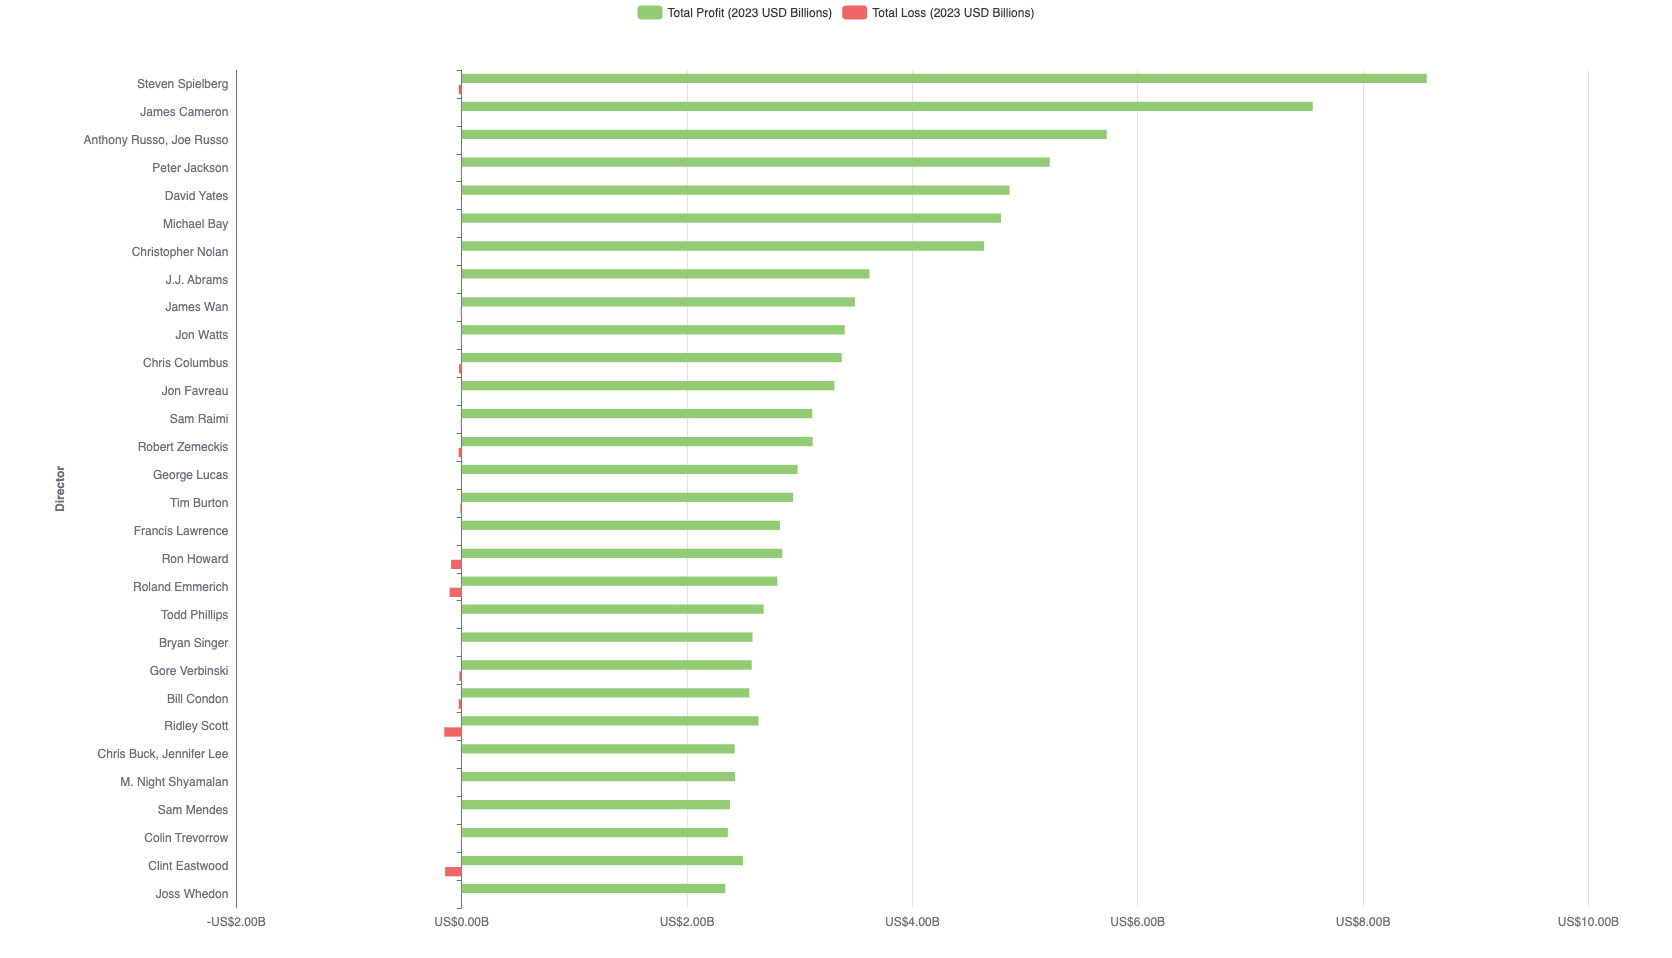 Total Profit (2023 USD Billions) Total Loss (2023 USD Billions)
Steven Spielberg
James Cameron
Anthony Russo, Joe Russo
Peter Jackson
David Yates
Michael Bay
Christopher Nolan
J.J. Abrams
James Wan
Jon Watts
Chris Columbus
Jon Favreau
Sam Raimi
Robert Zemeckis
George Lucas
Tim Burton
Francis Lawrence
Ron Howard
Roland Emmerich
Todd Phillips
Bryan Singer
Gore Verbinski
Bill Condon
Ridley Scott
Chris Buck, Jennifer Lee
M. Night Shyamalan
Sam Mendes
Colin Trevorrow
Clint Eastwood
Joss Whedon
Director
-US$2.00B US$0.00B US$2.00B US$4.00B US$6.00B US$8.00B US$10.00B